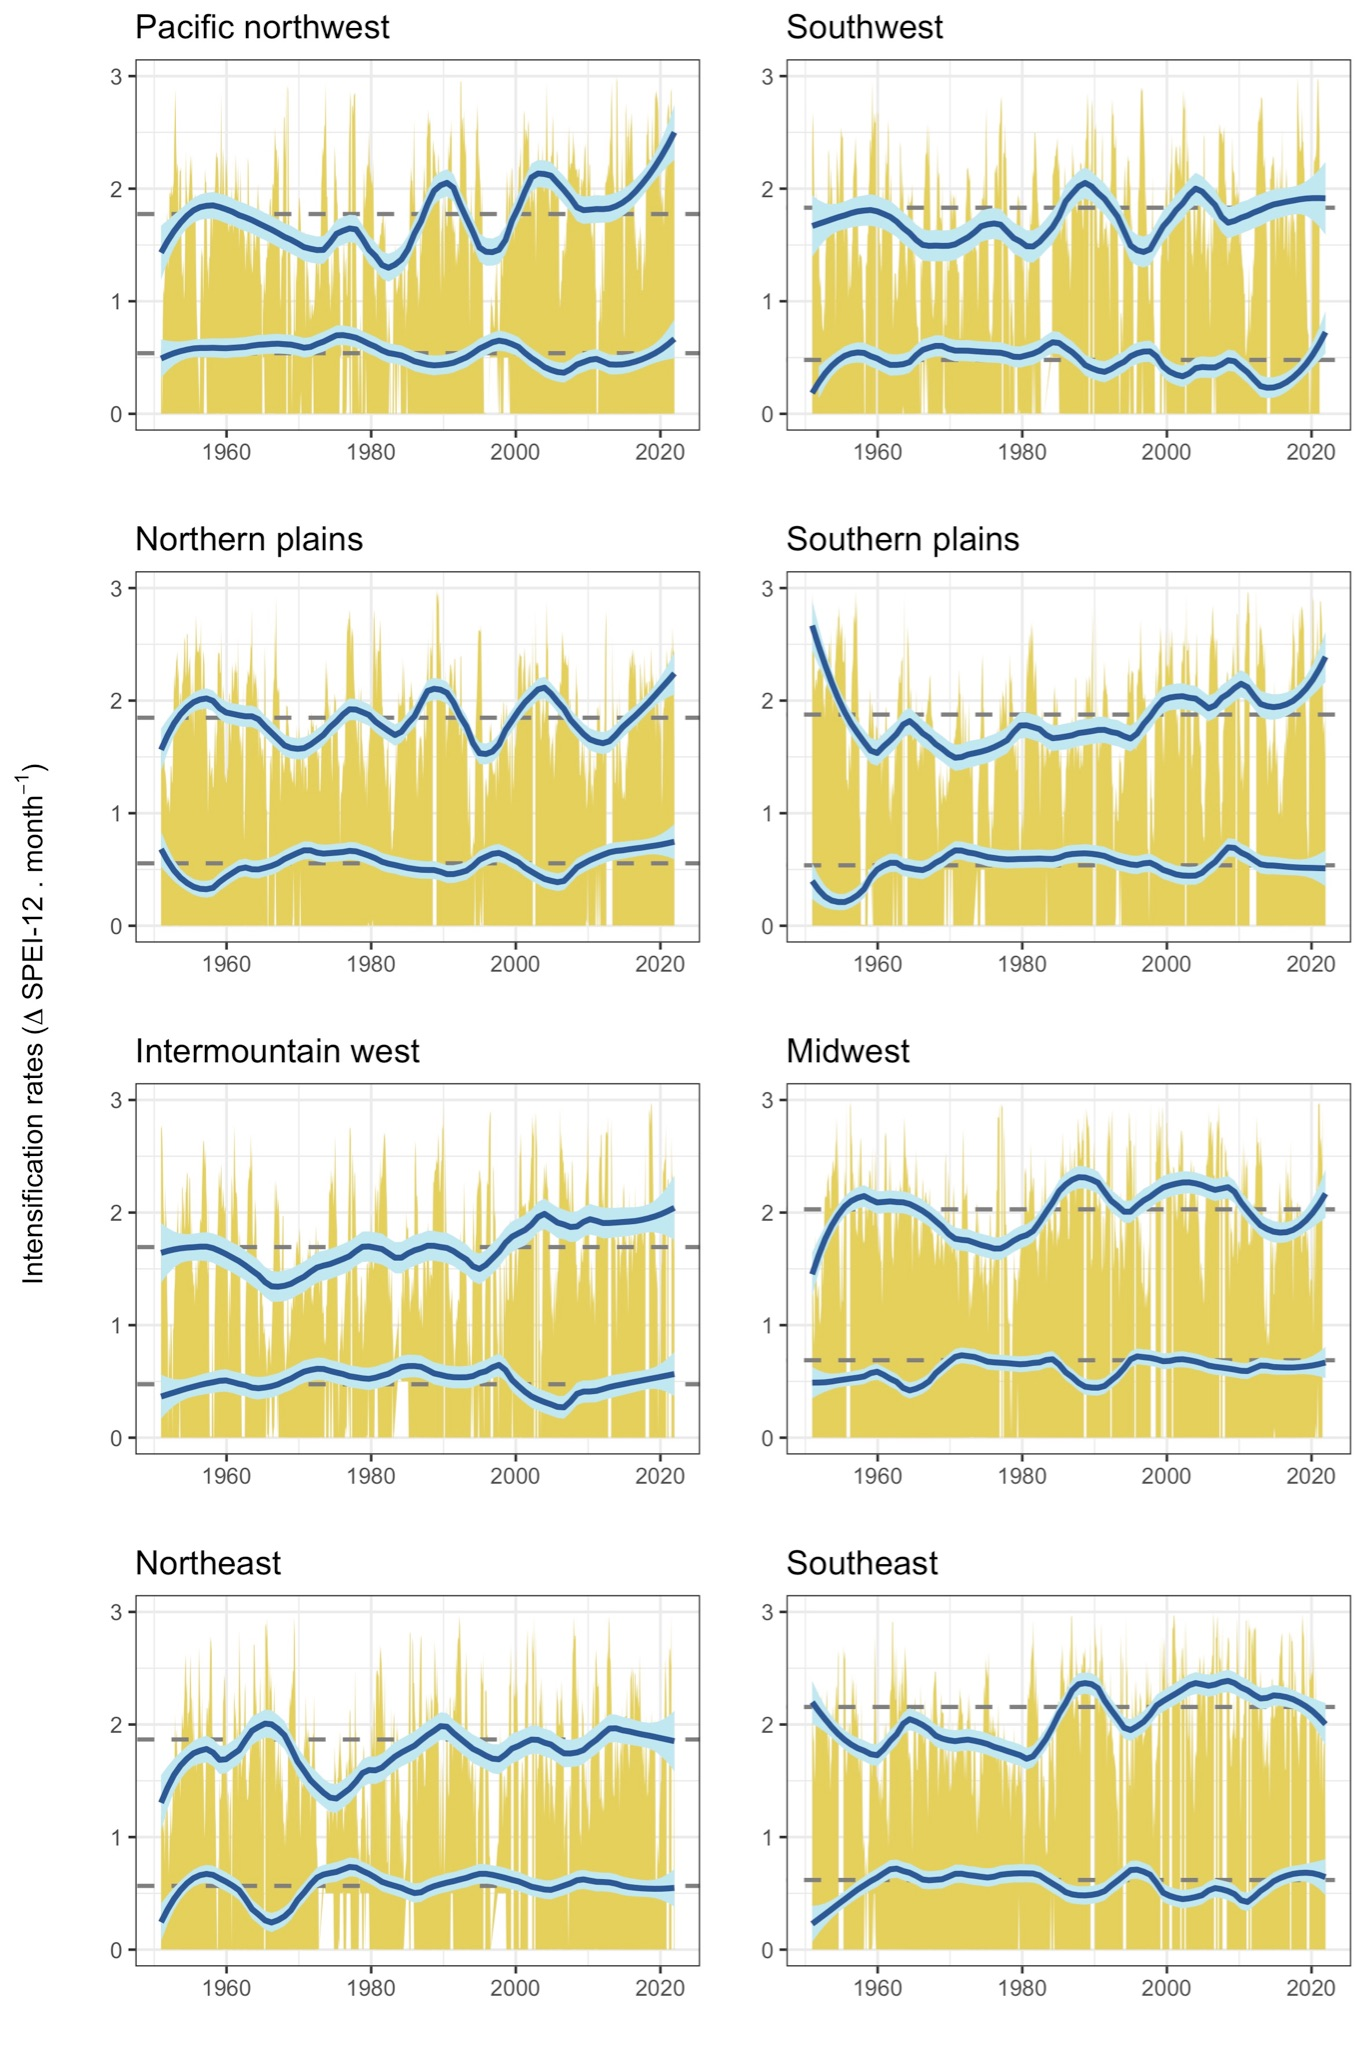 Pacific northwest
Southwest
3
2
1
0
1960 1980 2000 2020
3
2
1
0
1960 1980 2000 2020
Northern plains
Southern plains
3
2
1
0
1960 1980 2000 2020
3
2
1
0
1960 1980 2000 2020
Intensification rates (Δ SPEI-12 . month⁻¹)
Intermountain west
Midwest
3
2
1
0
1960 1980 2000 2020
3
2
1
0
1960 1980 2000 2020
Northeast
Southeast
3
2
1
0
1960 1980 2000 2020
3
2
1
0
1960 1980 2000 2020